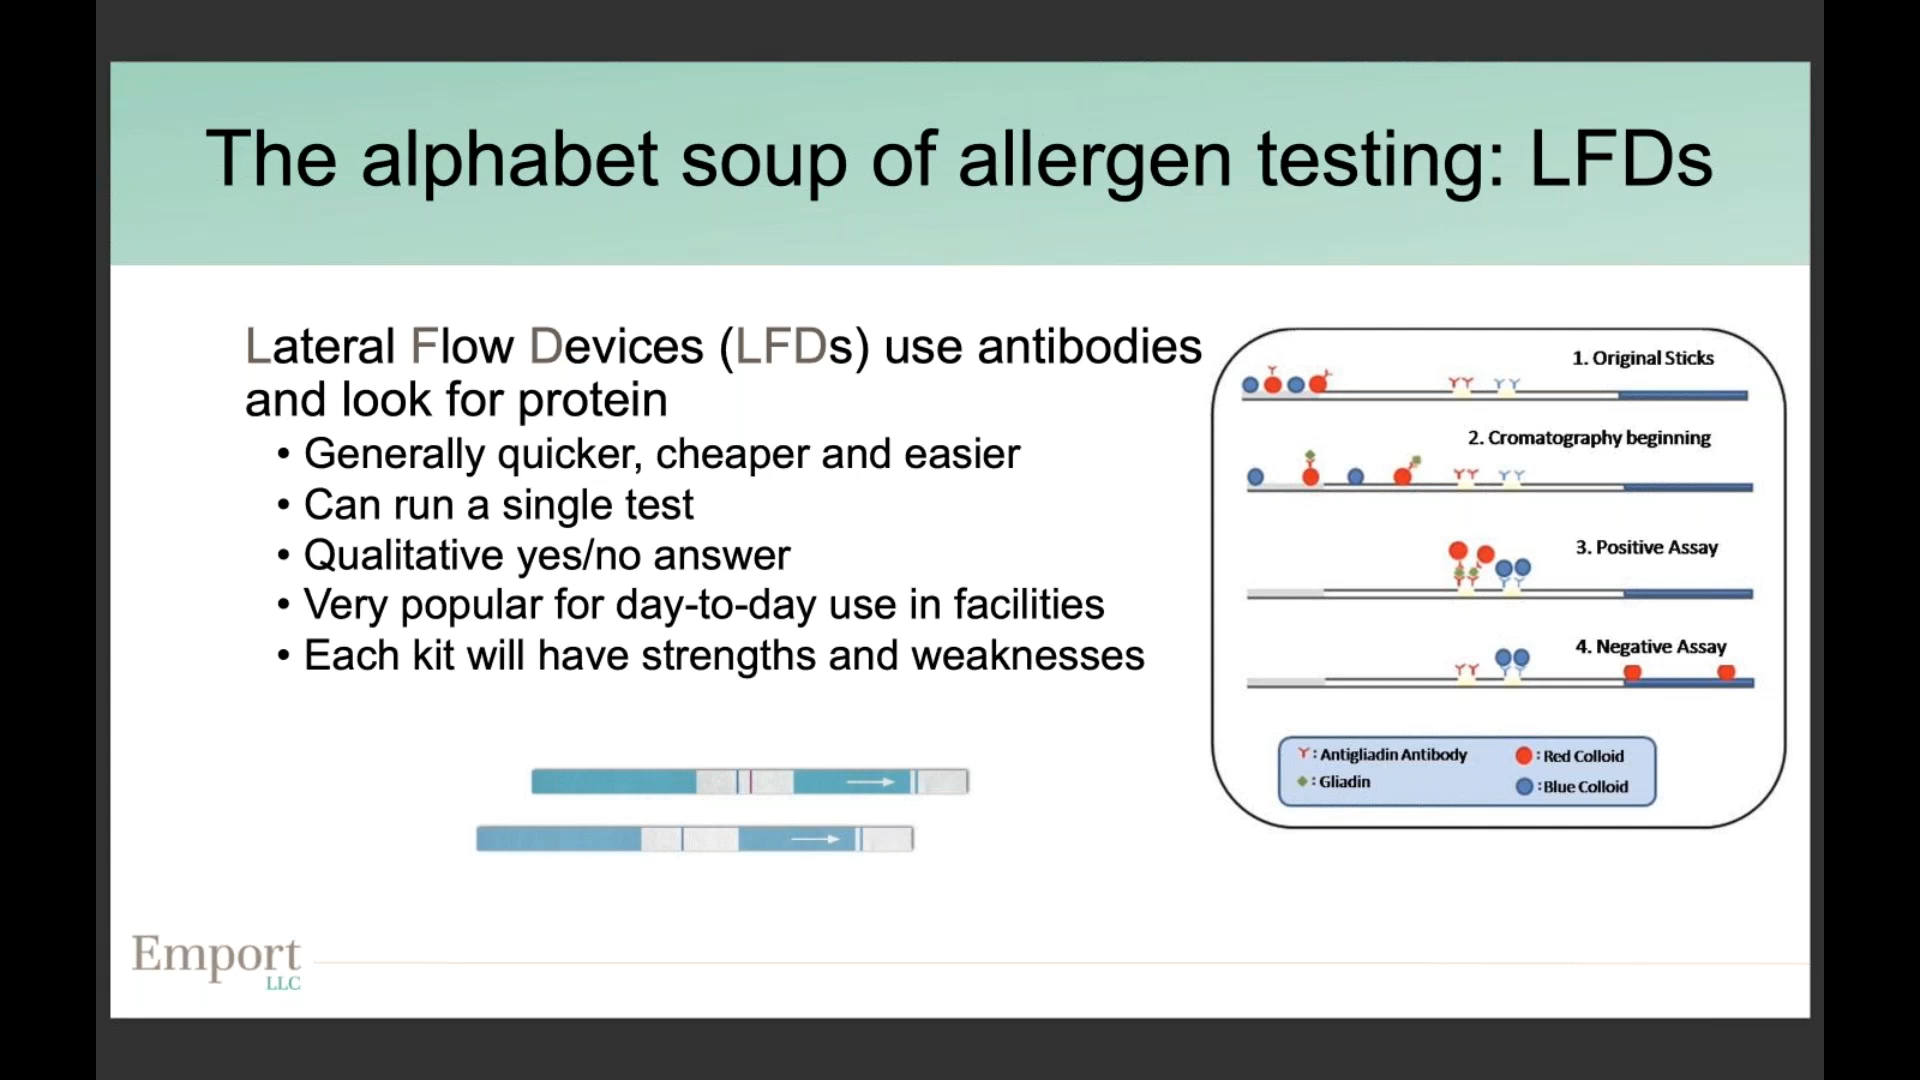 The alphabet soup of allergen testing: LFDs
Lateral Flow Devices (LFDs) use antibodies
and look for protein
• Generally quicker, cheaper and easier
• Can run a single test
• Qualitative yes/no answer
• Very popular for day-to-day use in facilities
• Each kit will have strengths and weaknesses
1. Original Sticks
2. Cromatography beginning
3. Positive Assay
4. Negative Assay
: Antigliadin Antibody
: Red Colloid
: Gliadin
: Blue Colloid
Emport
LLC